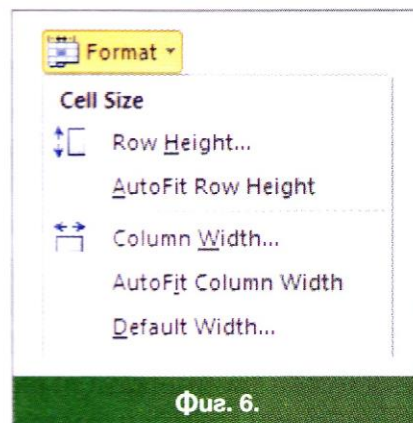 Format
Cell Size
Row Height...
AutoFit Row Height
Column Width...
AutoFit Column Width
Default Width...
Фиг. 6.